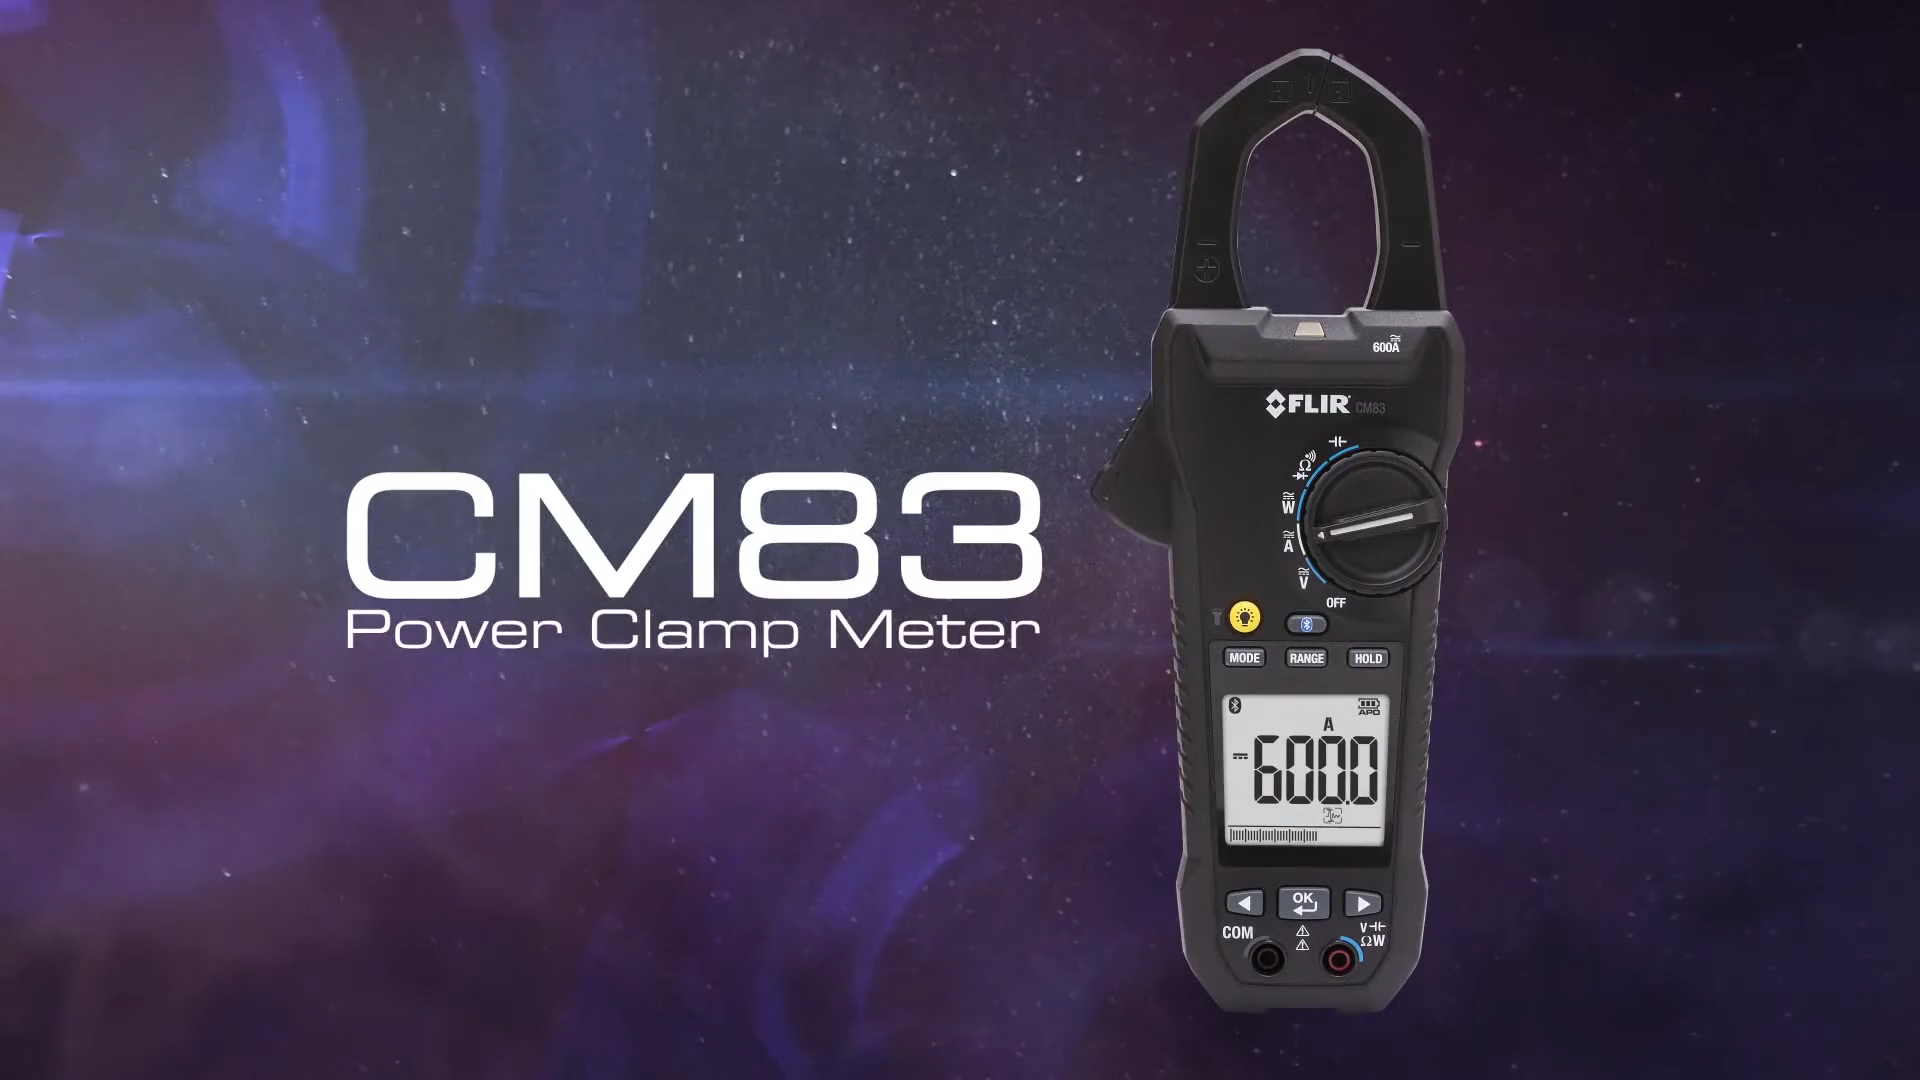 CM83
Power Clamp Meter
600A
FLIR CM83
Ω
W
A
V
OFF
MODE RANGE HOLD
APO
A
600.0
OK
COM
V
ΩW